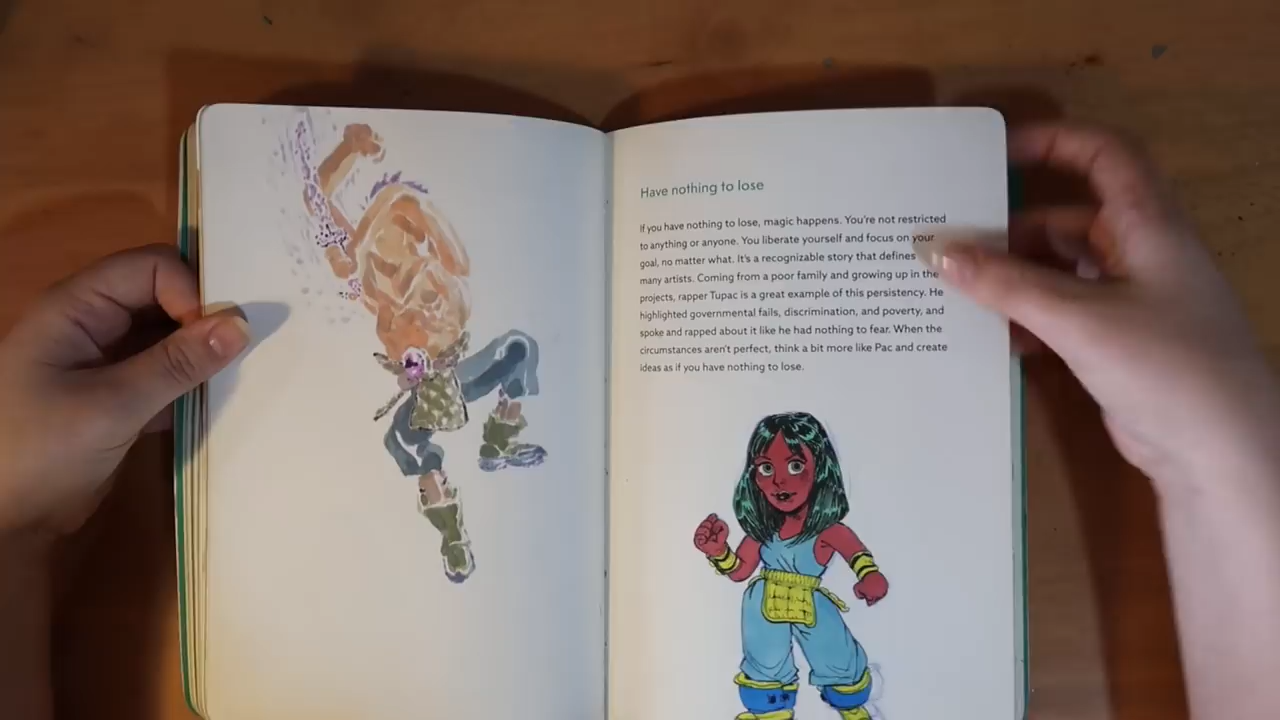 Have nothing to lose
If you have nothing to lose, magic happens. You're not restricted
to anything or anyone. You liberate yourself and focus on your
goal, no matter what. It's a recognizable story that defines
many artists. Coming from a poor family and growing up in the
projects, rapper Tupac is a great example of this persistency. He
highlighted governmental fails, discrimination, and poverty, and
spoke and rapped about it like he had nothing to fear. When the
circumstances aren't perfect, think a bit more like Pac and create
ideas as if you have nothing to lose.